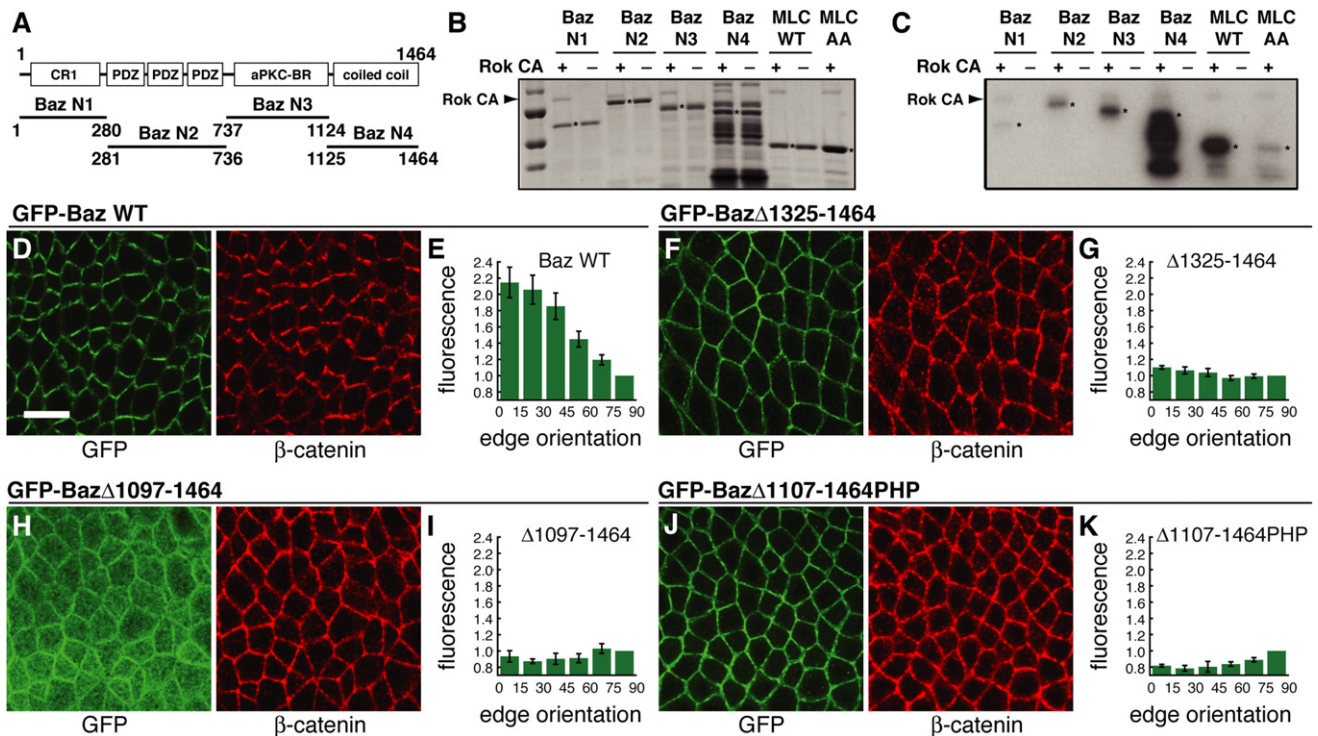 A
1 1464
CR1 PDZ PDZ PDZ aPKC-BR coiled coil
Baz N1 Baz N3
1 280 737 1124
Baz N2 Baz N4
281 736 1125 1464
B
Baz Baz Baz Baz MLC MLC
N1 N2 N3 N4 WT AA
Rok CA + – + – + – + – + – +
Rok CA
* * * * * *
C
Baz Baz Baz Baz MLC MLC
N1 N2 N3 N4 WT AA
Rok CA + – + – + – + – + – +
Rok CA
* * * * * *
GFP-Baz WT
D
GFP
β-catenin
E
Baz WT
fluorescence
2.4
2.2
2.0
1.8
1.6
1.4
1.2
1.0
0.8
0 15 30 45 60 75 90
edge orientation
GFP-BazΔ1325-1464
F
GFP
β-catenin
G
Δ1325-1464
fluorescence
2.4
2.2
2.0
1.8
1.6
1.4
1.2
1.0
0.8
0 15 30 45 60 75 90
edge orientation
GFP-BazΔ1097-1464
H
GFP
β-catenin
I
Δ1097-1464
fluorescence
2.4
2.2
2.0
1.8
1.6
1.4
1.2
1.0
0.8
0 15 30 45 60 75 90
edge orientation
GFP-BazΔ1107-1464PHP
J
GFP
β-catenin
K
Δ1107-1464PHP
fluorescence
2.4
2.2
2.0
1.8
1.6
1.4
1.2
1.0
0.8
0 15 30 45 60 75 90
edge orientation